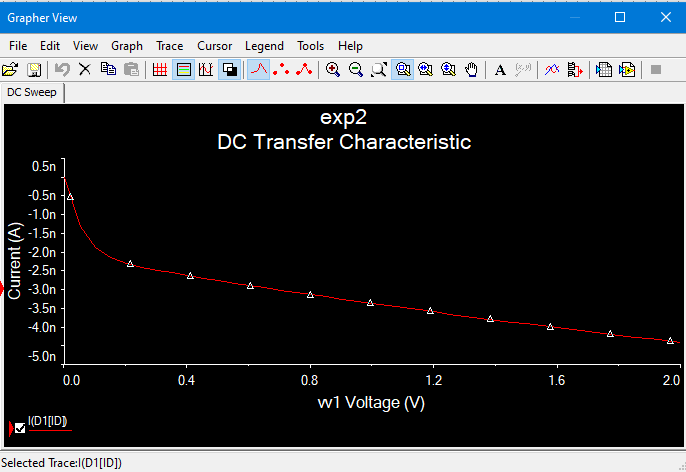 Grapher View
File Edit View Graph Trace Cursor Legend Tools Help
DC Sweep
exp2
DC Transfer Characteristic
0.5n
-0.5n
-1.0n
-1.5n
-2.0n
-2.5n
-3.0n
-3.5n
-4.0n
-5.0n
Current (A)
0.0 0.4 0.8 1.2 1.6 2.0
vv1 Voltage (V)
I(D1[ID])
Selected Trace:I(D1[ID])